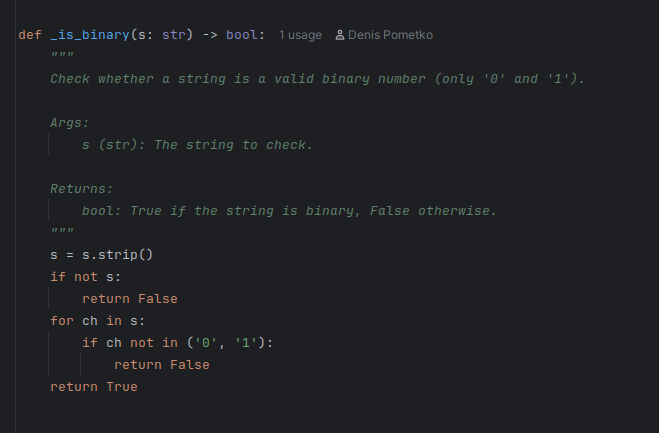 def _is_binary(s: str) -> bool: 1 usage Denis Pometko
"""
Check whether a string is a valid binary number (only '0' and '1').
Args:
s (str): The string to check.
Returns:
bool: True if the string is binary, False otherwise.
"""
s = s.strip()
if not s:
return False
for ch in s:
if ch not in ('0', '1'):
return False
return True